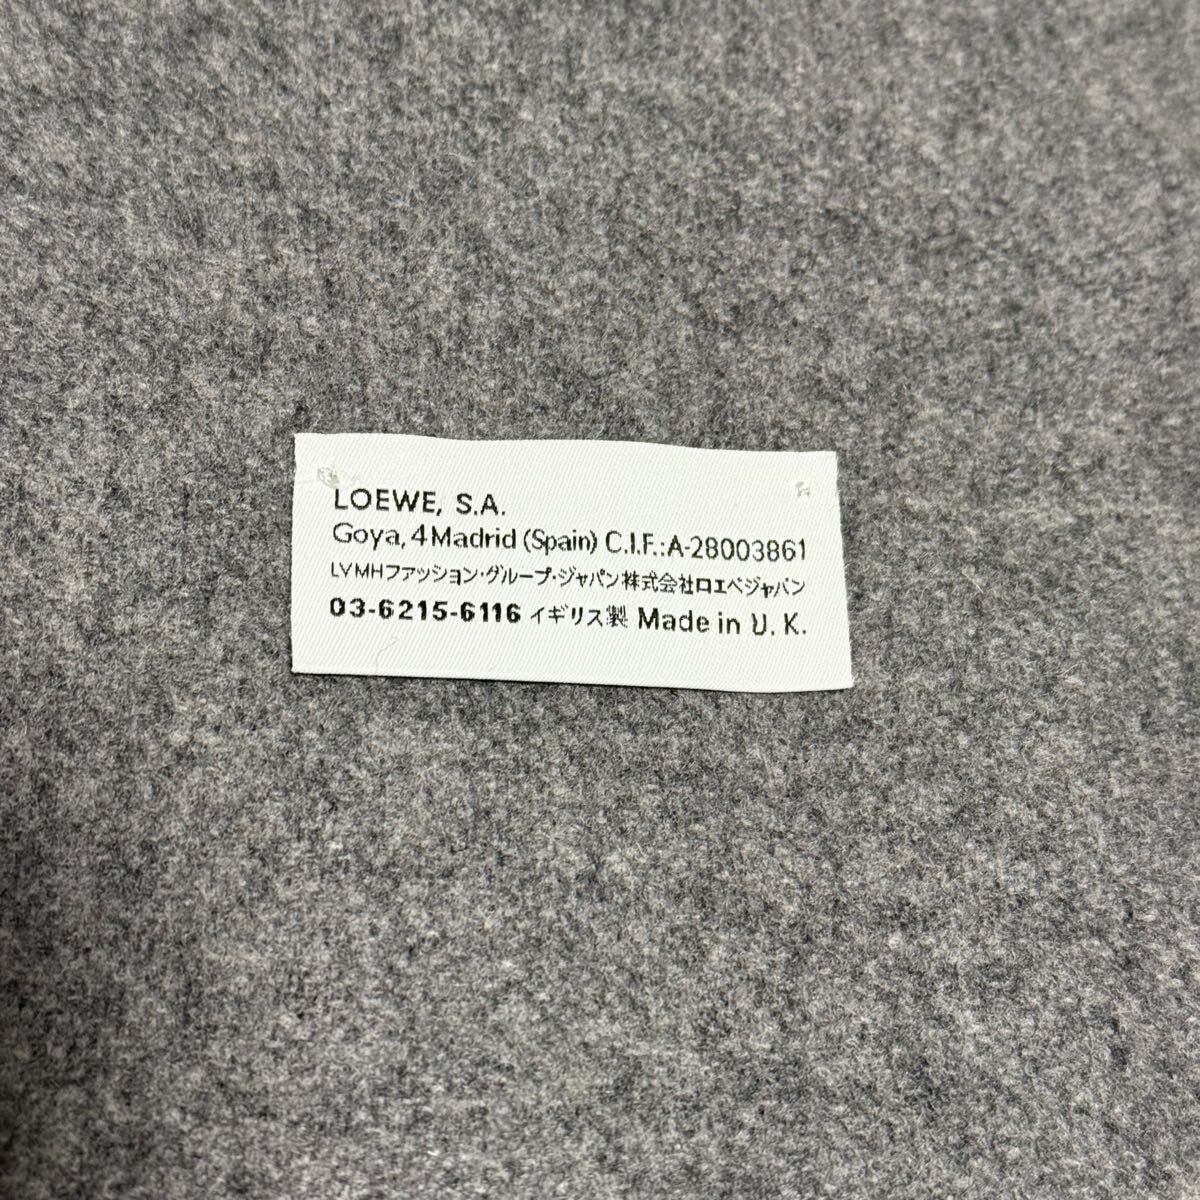 LOEWE, S.A.
Goya, 4 Madrid (Spain) C.I.F.:A-28003861
LVMHファッション・グループ・ジャパン株式会社ロエベジャパン
03-6215-6116 イギリス製 Made in U. K.